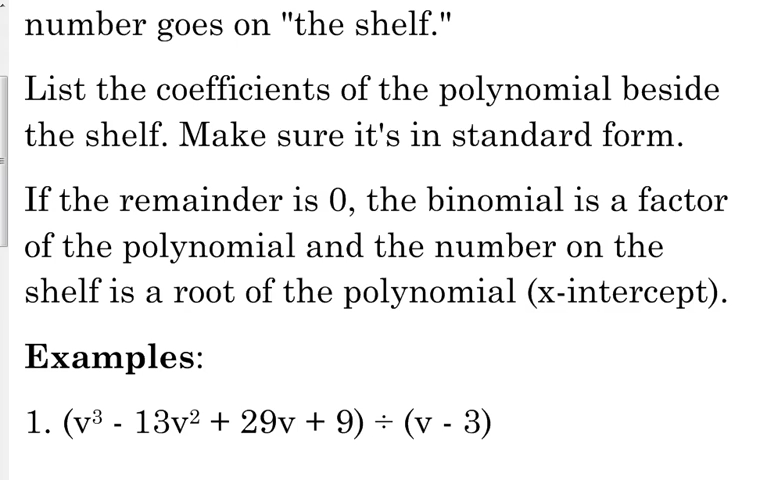 number goes on "the shelf."
List the coefficients of the polynomial beside
the shelf. Make sure it's in standard form.
If the remainder is 0, the binomial is a factor
of the polynomial and the number on the
shelf is a root of the polynomial (x-intercept).
Examples:
1. (v³ - 13v² + 29v + 9) ÷ (v - 3)